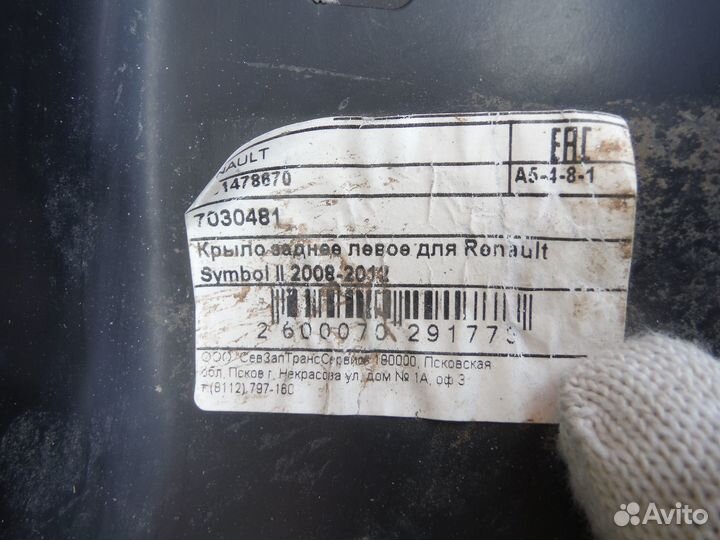 NAULT
EAC
1478670
A5-4-8-1
7030481
Крыло заднее левое для Renault
Symbol II 2008-2012
2 600070 291773
ООО "СевЗапТрансСервис" 180000, Псковская
обл, Псков г, Некрасова ул, дом № 1А, оф 3
т (8112) 797-160
Avito